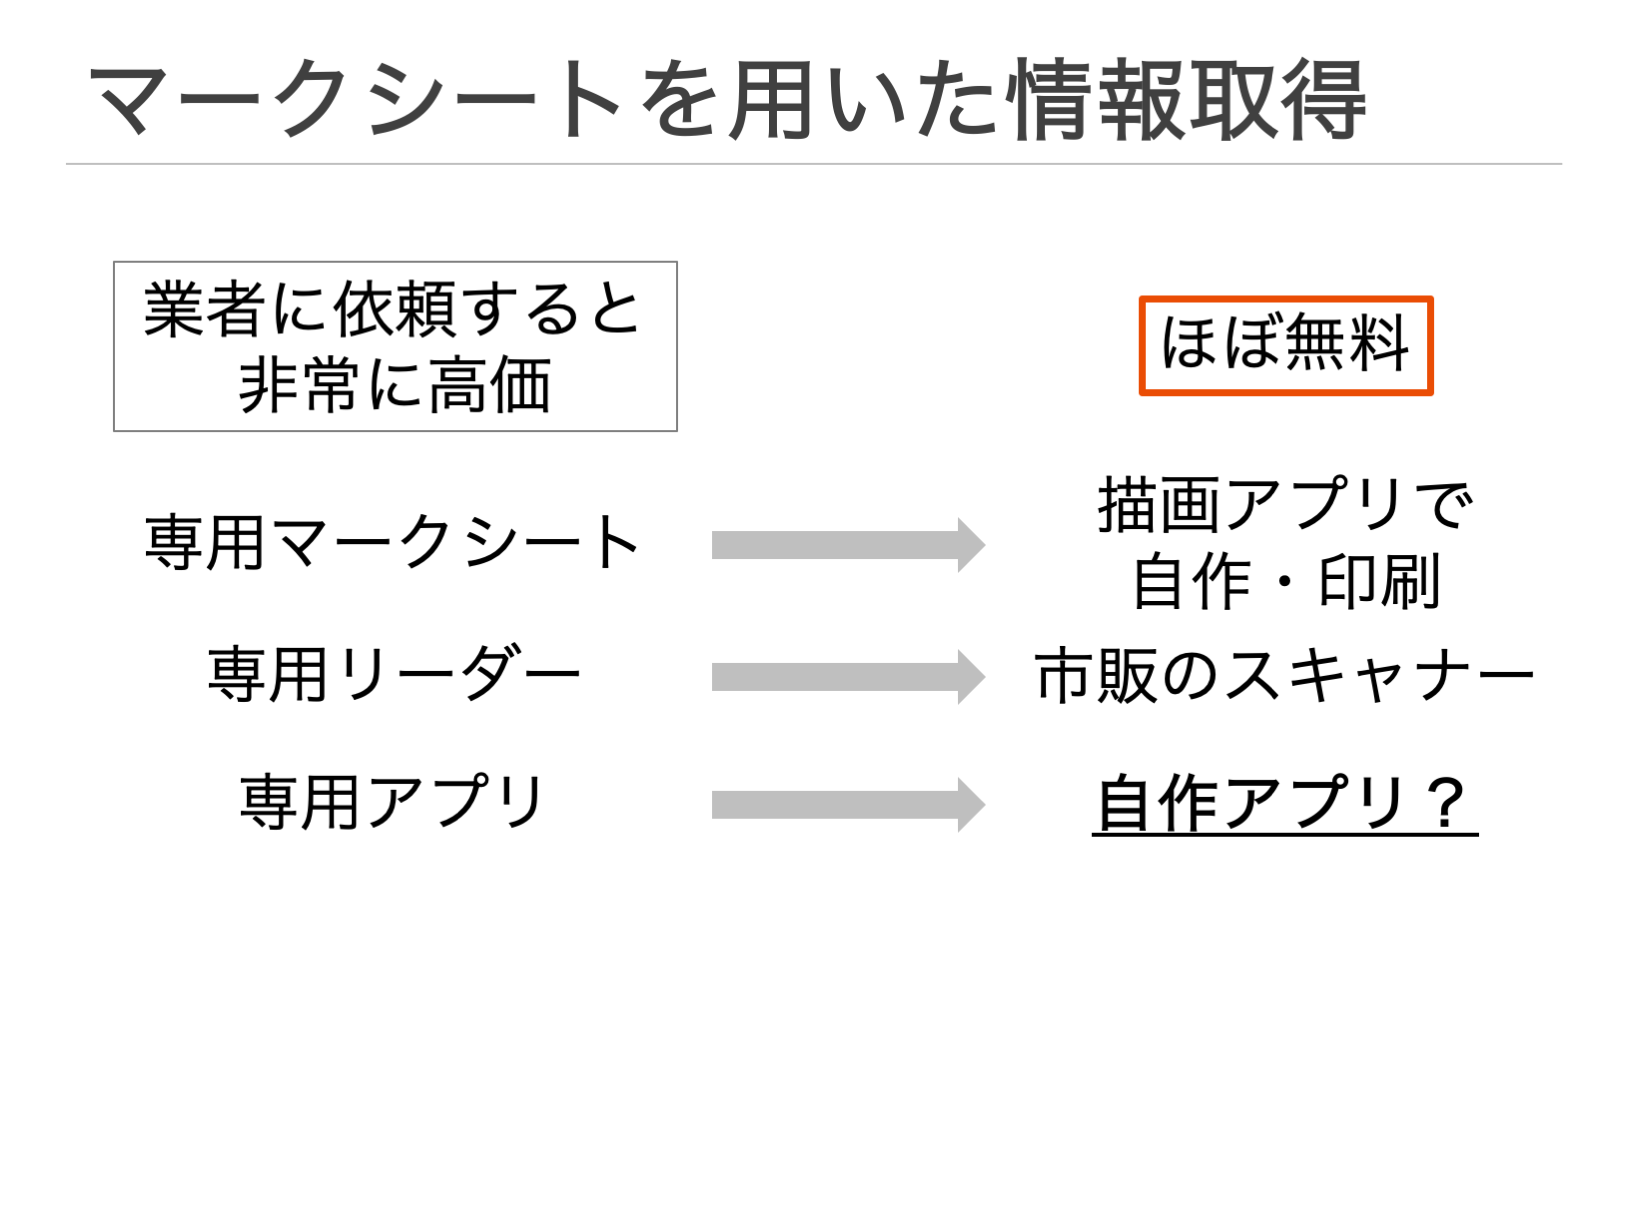 マークシートを用いた情報取得
業者に依頼すると
非常に高価
ほぼ無料
専用マークシート
描画アプリで
自作・印刷
専用リーダー
市販のスキャナー
専用アプリ
自作アプリ？